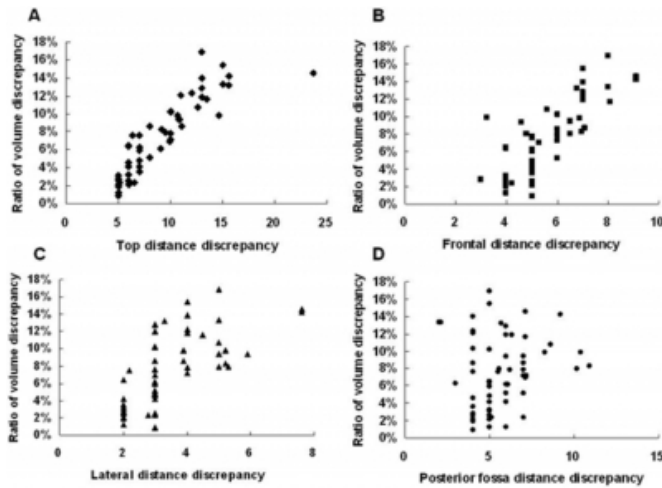 A
Ratio of volume discrepancy
18%
16%
14%
12%
10%
8%
6%
4%
2%
0%
0 5 10 15 20 25
Top distance discrepancy
B
Ratio of volume discrepancy
18%
16%
14%
12%
10%
8%
6%
4%
2%
0%
2 4 6 8 10
Frontal distance discrepancy
C
Ratio of volume discrepancy
18%
16%
14%
12%
10%
8%
6%
4%
2%
0%
0 2 4 6 8
Lateral distance discrepancy
D
Ratio of volume discrepancy
18%
16%
14%
12%
10%
8%
6%
4%
2%
0%
0 5 10 15
Posterior fossa distance discrepancy